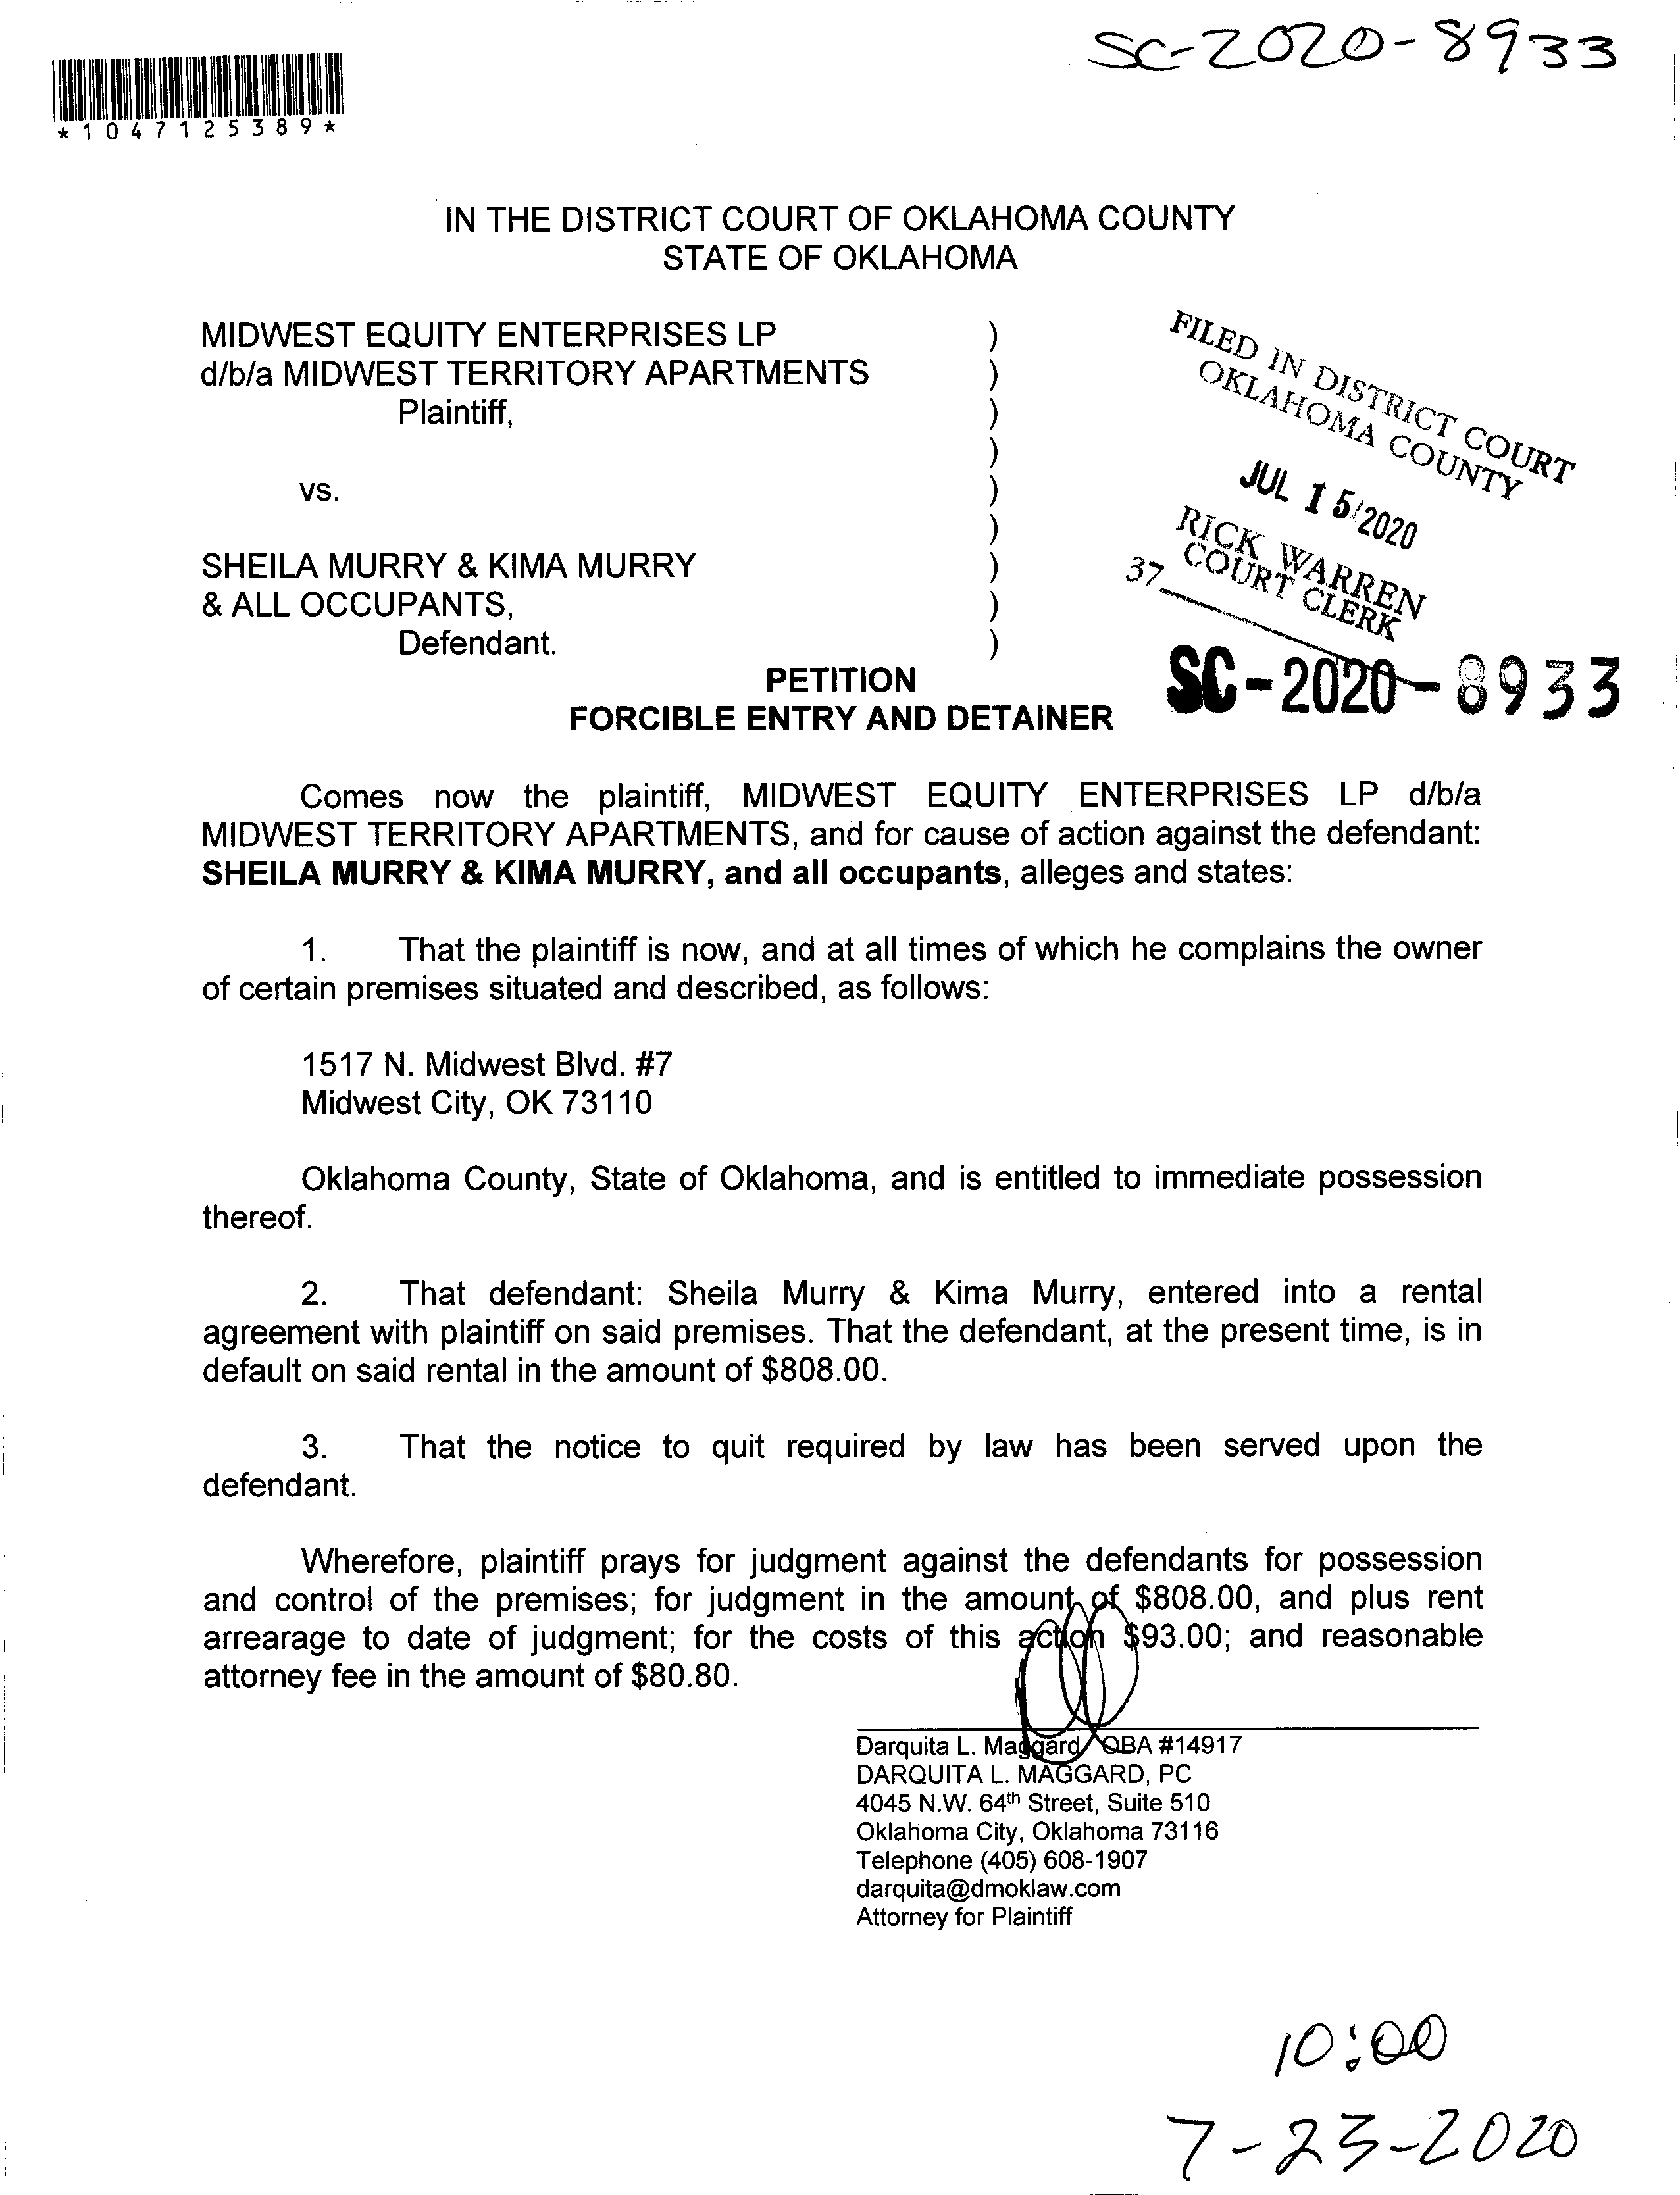 SC-2020-8933
*1047125389*
IN THE DISTRICT COURT OF OKLAHOMA COUNTY
STATE OF OKLAHOMA
MIDWEST EQUITY ENTERPRISES LP )
d/b/a MIDWEST TERRITORY APARTMENTS )
Plaintiff, )
)
vs. )
)
SHEILA MURRY & KIMA MURRY )
& ALL OCCUPANTS, )
Defendant. )
FILED IN DISTRICT COURT
OKLAHOMA COUNTY
JUL 15 2020
RICK WARREN
COURT CLERK
37
SC-2020-8933
PETITION
FORCIBLE ENTRY AND DETAINER
Comes now the plaintiff, MIDWEST EQUITY ENTERPRISES LP d/b/a
MIDWEST TERRITORY APARTMENTS, and for cause of action against the defendant:
SHEILA MURRY & KIMA MURRY, and all occupants, alleges and states:
1. That the plaintiff is now, and at all times of which he complains the owner
of certain premises situated and described, as follows:
1517 N. Midwest Blvd. #7
Midwest City, OK 73110
Oklahoma County, State of Oklahoma, and is entitled to immediate possession
thereof.
2. That defendant: Sheila Murry & Kima Murry, entered into a rental
agreement with plaintiff on said premises. That the defendant, at the present time, is in
default on said rental in the amount of $808.00.
3. That the notice to quit required by law has been served upon the
defendant.
Wherefore, plaintiff prays for judgment against the defendants for possession
and control of the premises; for judgment in the amount of $808.00, and plus rent
arrearage to date of judgment; for the costs of this action $93.00; and reasonable
attorney fee in the amount of $80.80.
Darquita L. Maggard OBA #14917
DARQUITA L. MAGGARD, PC
4045 N.W. 64th Street, Suite 510
Oklahoma City, Oklahoma 73116
Telephone (405) 608-1907
darquita@dmoklaw.com
Attorney for Plaintiff
10:00
7-23-2020